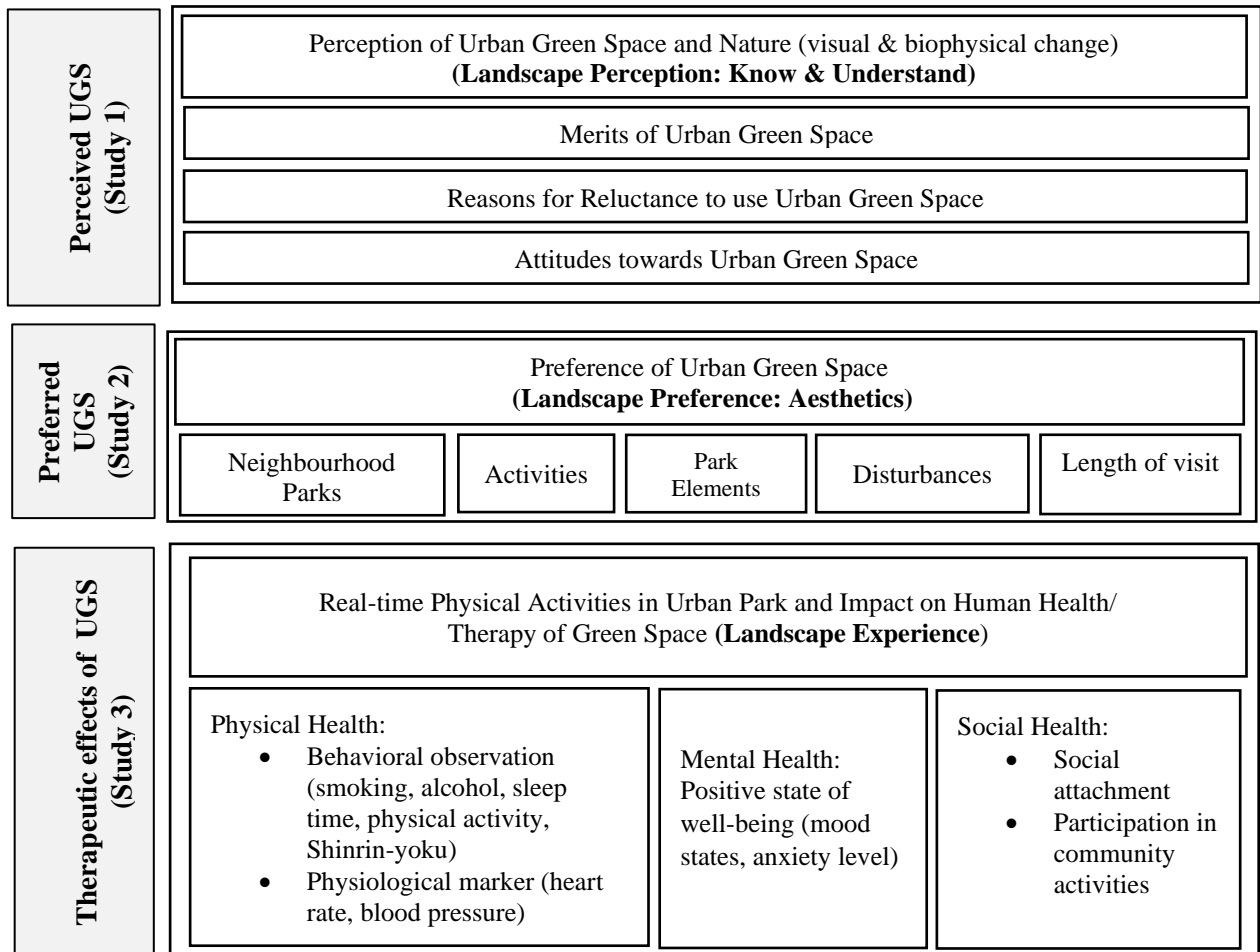 Perceived UGS
(Study 1)
Perception of Urban Green Space and Nature (visual & biophysical change)
(Landscape Perception: Know & Understand)
Merits of Urban Green Space
Reasons for Reluctance to use Urban Green Space
Attitudes towards Urban Green Space
Preferred
UGS
(Study 2)
Preference of Urban Green Space
(Landscape Preference: Aesthetics)
Neighbourhood
Parks
Activities
Park
Elements
Disturbances
Length of visit
Therapeutic effects of UGS
(Study 3)
Real-time Physical Activities in Urban Park and Impact on Human Health/
Therapy of Green Space (Landscape Experience)
Physical Health:
• Behavioral observation
(smoking, alcohol, sleep
time, physical activity,
Shinrin-yoku)
• Physiological marker (heart
rate, blood pressure)
Mental Health:
Positive state of
well-being (mood
states, anxiety level)
Social Health:
• Social
attachment
• Participation in
community
activities